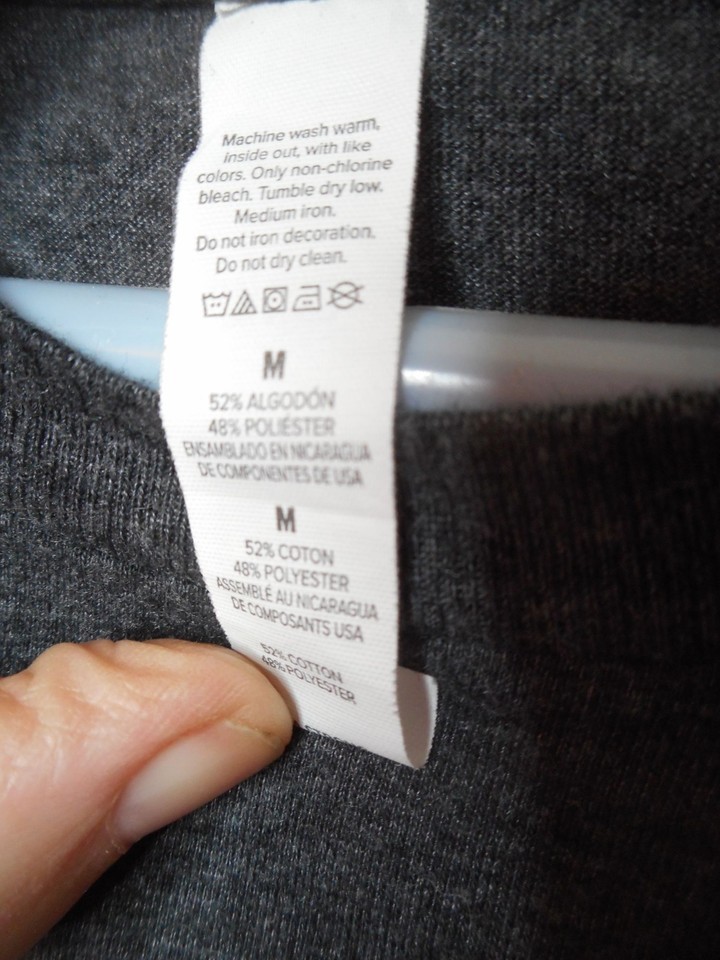 Machine wash warm,
inside out, with like
colors. Only non-chlorine
bleach. Tumble dry low.
Medium iron.
Do not iron decoration.
Do not dry clean.
M
52% ALGODÓN
48% POLIÉSTER
ENSAMBLADO EN NICARAGUA
DE COMPONENTES DE USA
M
52% COTON
48% POLYESTER
ASSEMBLÉ AU NICARAGUA
DE COMPOSANTS USA
52% COTTON
48% POLYESTER